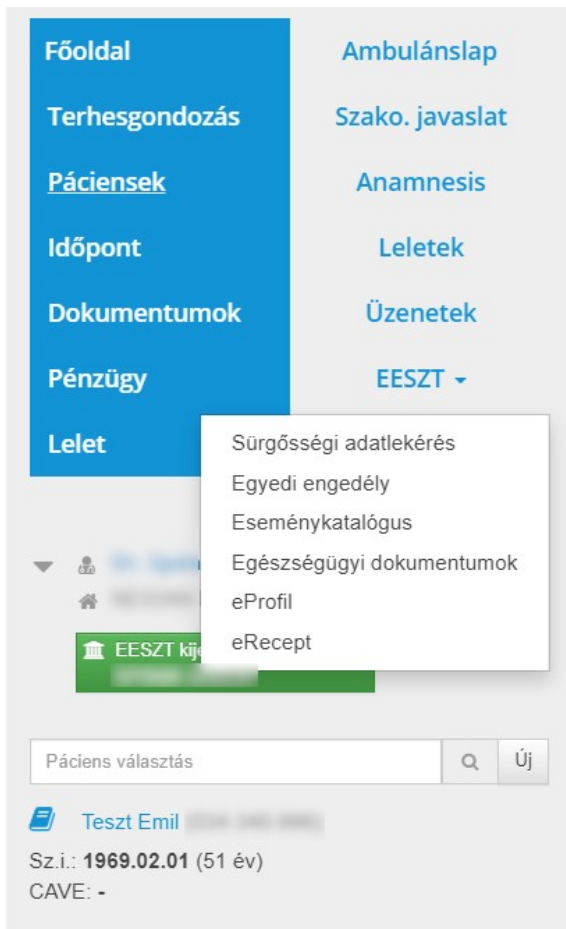 Főoldal
Terhesgondozás
Páciensek
Időpont
Dokumentumok
Pénzügy
Lelet
Ambulánslap
Szako. javaslat
Anamnesis
Leletek
Üzenetek
EESZT
Sürgősségi adatlekérés
Egyedi engedély
Eseménykatalógus
Egészségügyi dokumentumok
eProfil
eRecept
EESZT
Páciens választás
Új
Teszt Emil
Sz.i.: 1969.02.01 (51 év)
CAVE: -